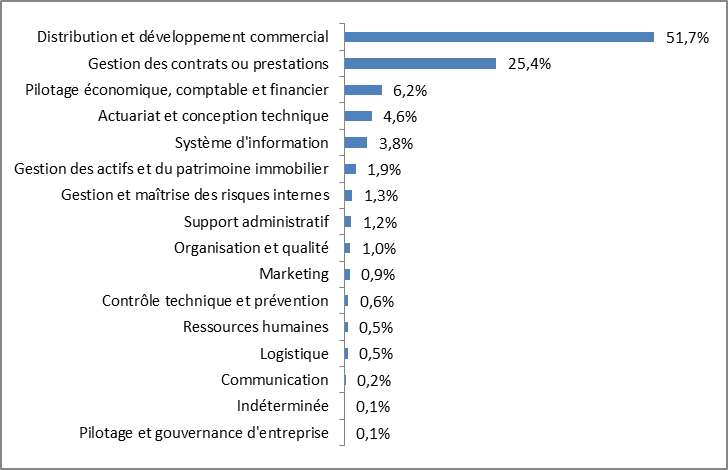 Distribution et développement commercial 51,7%
Gestion des contrats ou prestations 25,4%
Pilotage économique, comptable et financier 6,2%
Actuariat et conception technique 4,6%
Système d'information 3,8%
Gestion des actifs et du patrimoine immobilier 1,9%
Gestion et maîtrise des risques internes 1,3%
Support administratif 1,2%
Organisation et qualité 1,0%
Marketing 0,9%
Contrôle technique et prévention 0,6%
Ressources humaines 0,5%
Logistique 0,5%
Communication 0,2%
Indéterminée 0,1%
Pilotage et gouvernance d'entreprise 0,1%